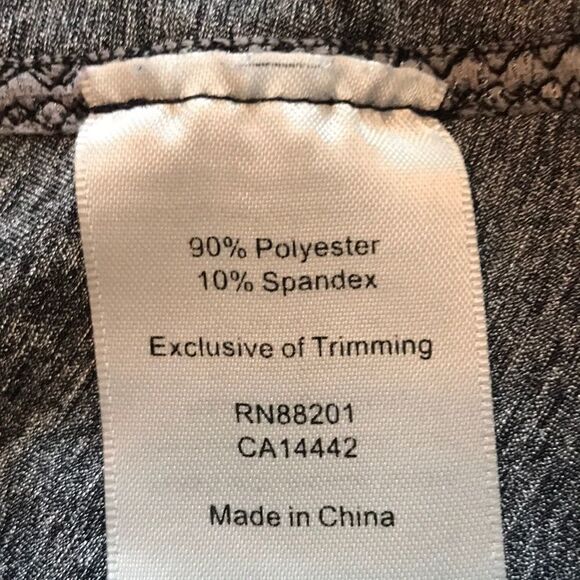 90% Polyester
10% Spandex
Exclusive of Trimming
RN88201
CA14442
Made in China